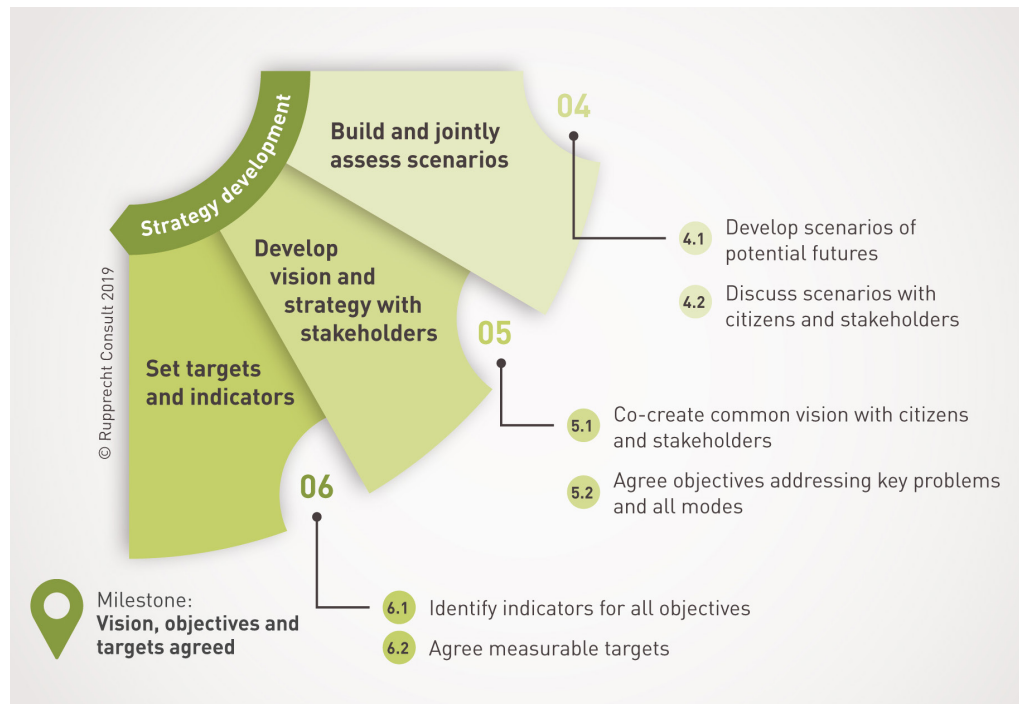 Strategy development
04
Build and jointly
assess scenarios
4.1 Develop scenarios of
potential futures
4.2 Discuss scenarios with
citizens and stakeholders
05
Develop
vision and
strategy with
stakeholders
5.1 Co-create common vision with citizens
and stakeholders
5.2 Agree objectives addressing key problems
and all modes
06
Set targets
and indicators
6.1 Identify indicators for all objectives
6.2 Agree measurable targets
Milestone:
Vision, objectives and
targets agreed
© Rupprecht Consult 2019